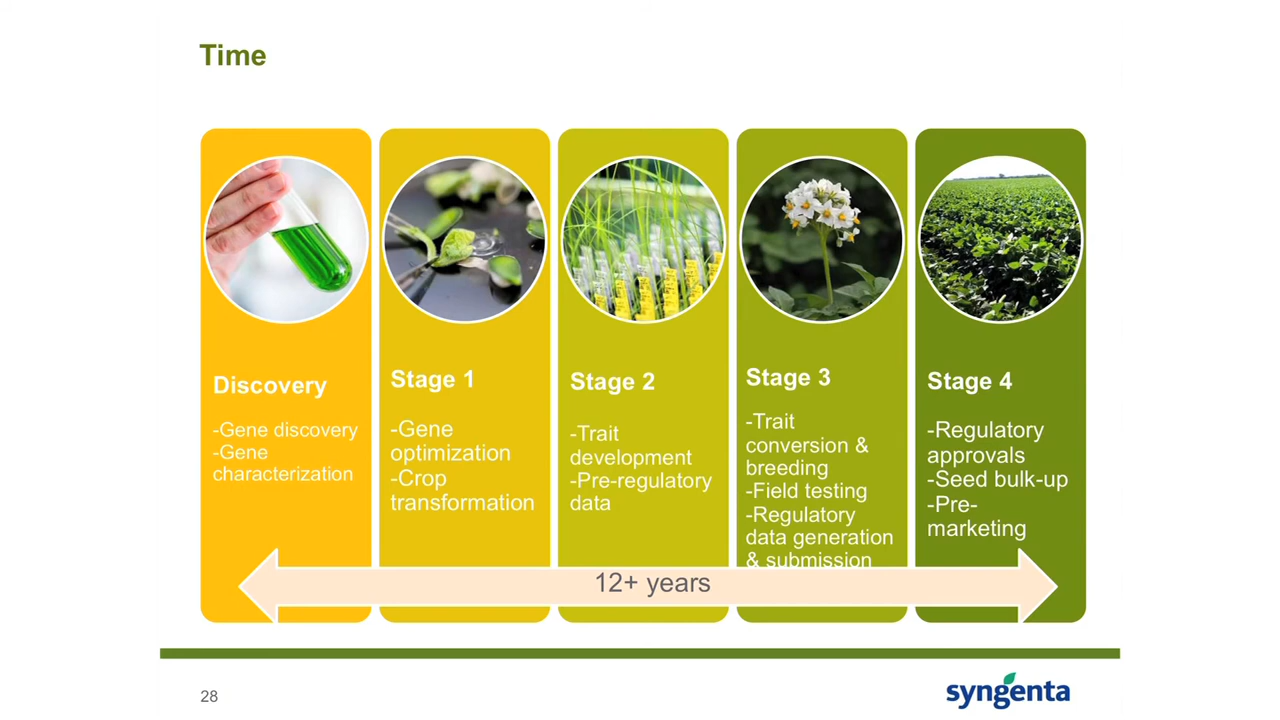 Time
Discovery
-Gene discovery
-Gene
characterization
Stage 1
-Gene
optimization
-Crop
transformation
Stage 2
-Trait
development
-Pre-regulatory
data
Stage 3
-Trait
conversion &
breeding
-Field testing
-Regulatory
data generation
& submission
Stage 4
-Regulatory
approvals
-Seed bulk-up
-Pre-
marketing
12+ years
28
syngenta